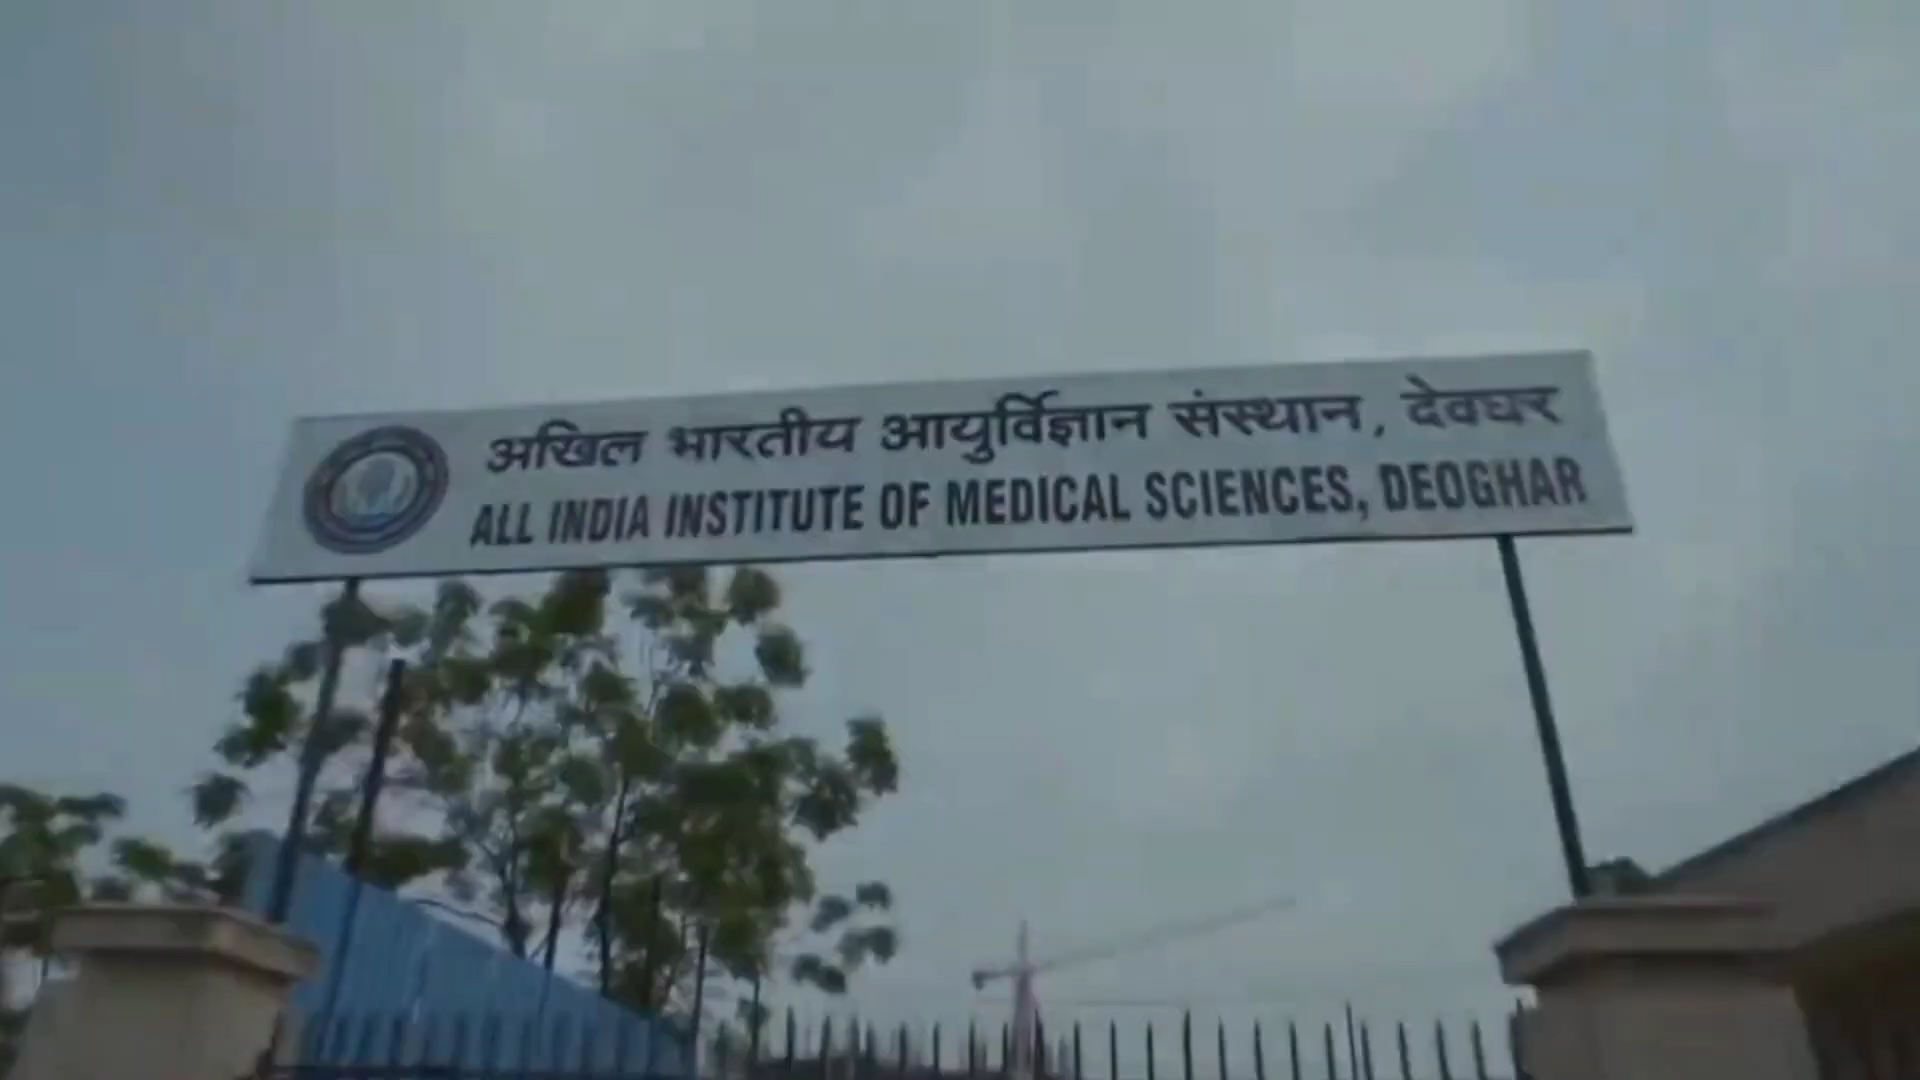 अखिल भारतीय आयुर्विज्ञान संस्थान, देवघर
ALL INDIA INSTITUTE OF MEDICAL SCIENCES, DEOGHAR